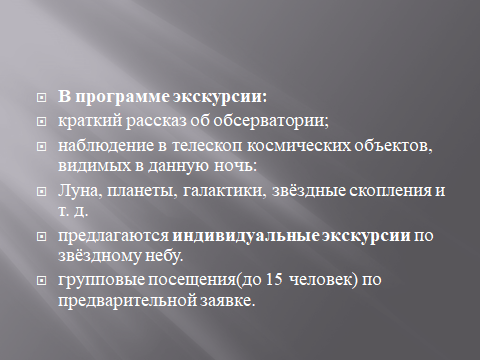 В программе экскурсии:
краткий рассказ об обсерватории;
наблюдение в телескоп космических объектов,
видимых в данную ночь:
Луна, планеты, галактики, звёздные скопления и
т. д.
предлагаются индивидуальные экскурсии по
звёздному небу.
групповые посещения(до 15 человек) по
предварительной заявке.